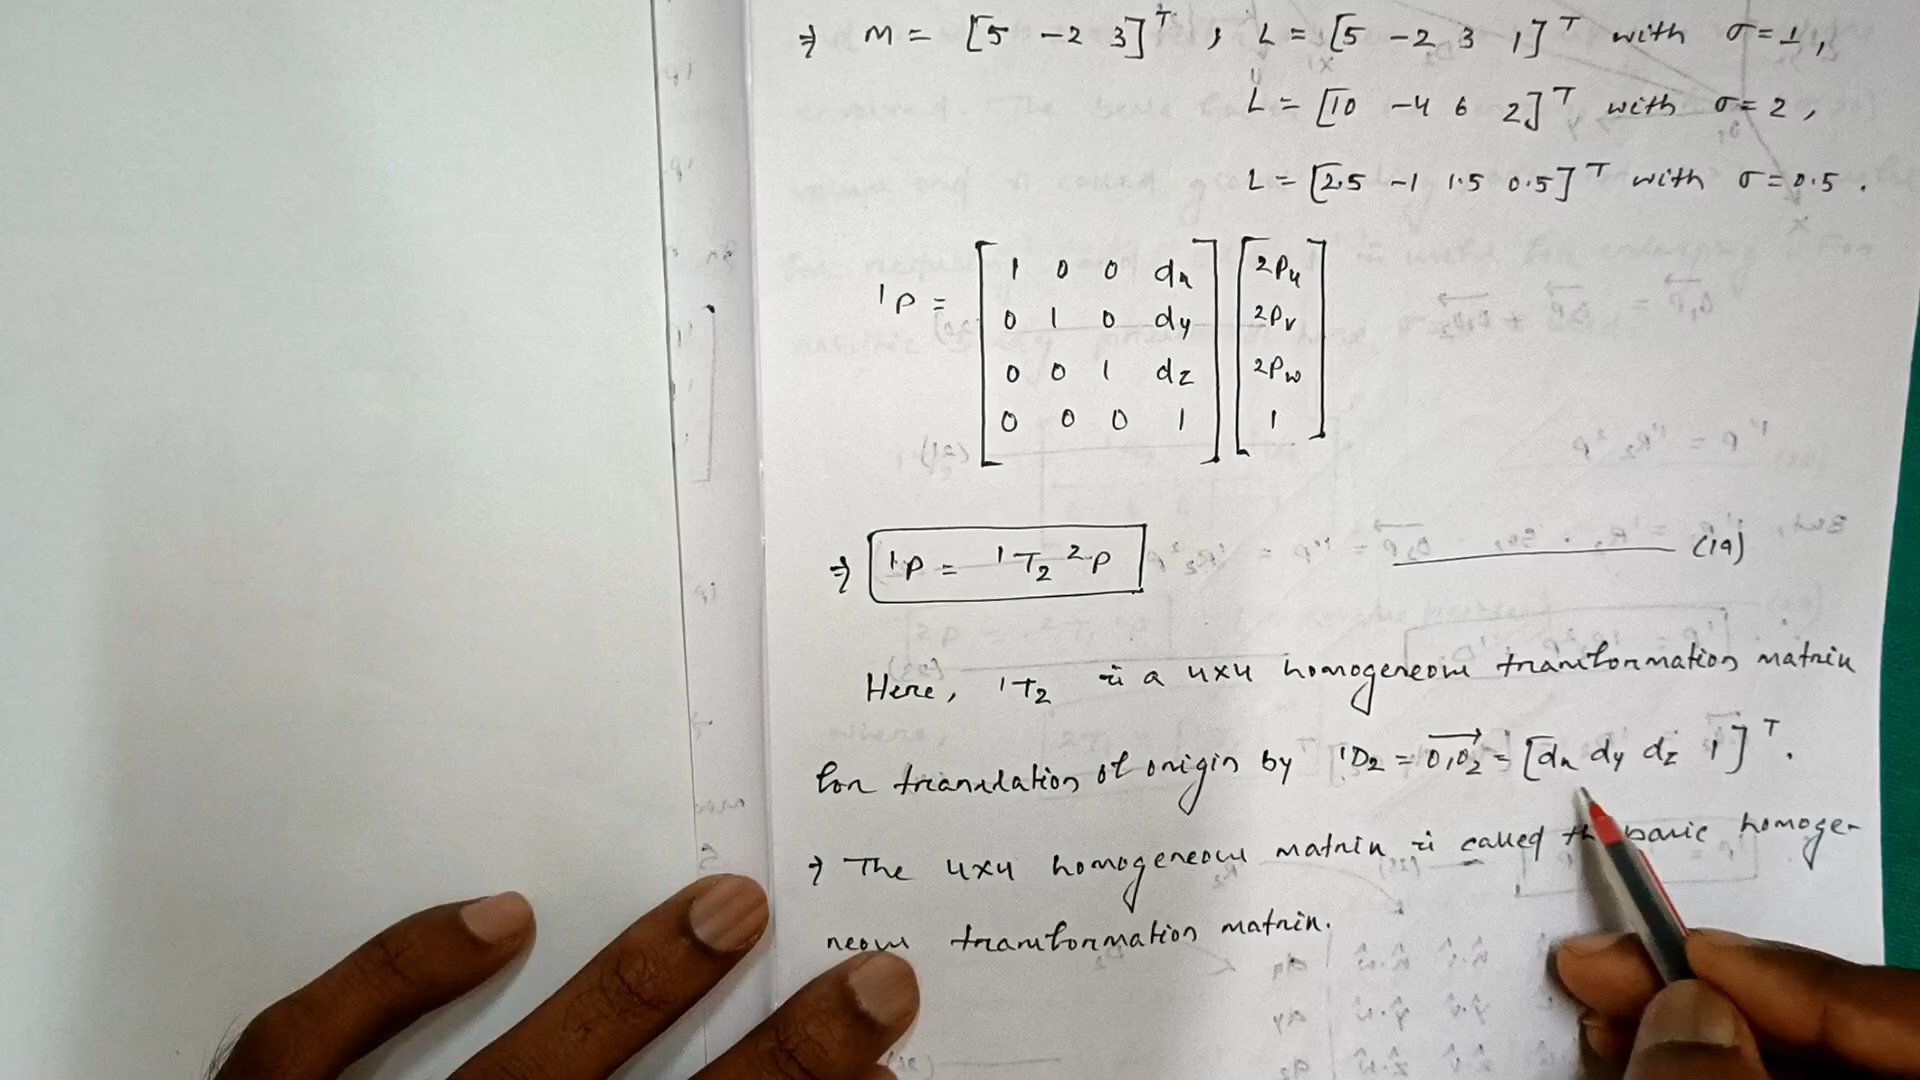 ⇒ M = [5 -2 3]ᵀ, L = [5 -2 3 1]ᵀ with σ = 1,
L = [10 -4 6 2]ᵀ with σ = 2,
L = [2.5 -1 1.5 0.5]ᵀ with σ = 0.5.
¹P = [1 0 0 dx] [²Pu]
[0 1 0 dy] [²Pv]
[0 0 1 dz] [²Pw]
[0 0 0 1] [1]
⇒ ¹P = ¹T₂ ²P (19)
Here, ¹T₂ is a 4x4 homogeneous transformation matrix
for translation of origin by ¹D₂ = O₁O₂ = [dx dy dz 1]ᵀ.
→ The 4x4 homogeneous matrix is called the basic homoge-
neous transformation matrix.